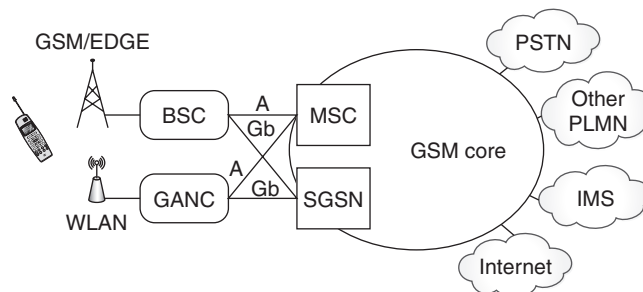 GSM/EDGE
BSC
A
Gb
MSC
GSM core
PSTN
Other
PLMN
IMS
Internet
A
Gb
SGSN
GANC
WLAN